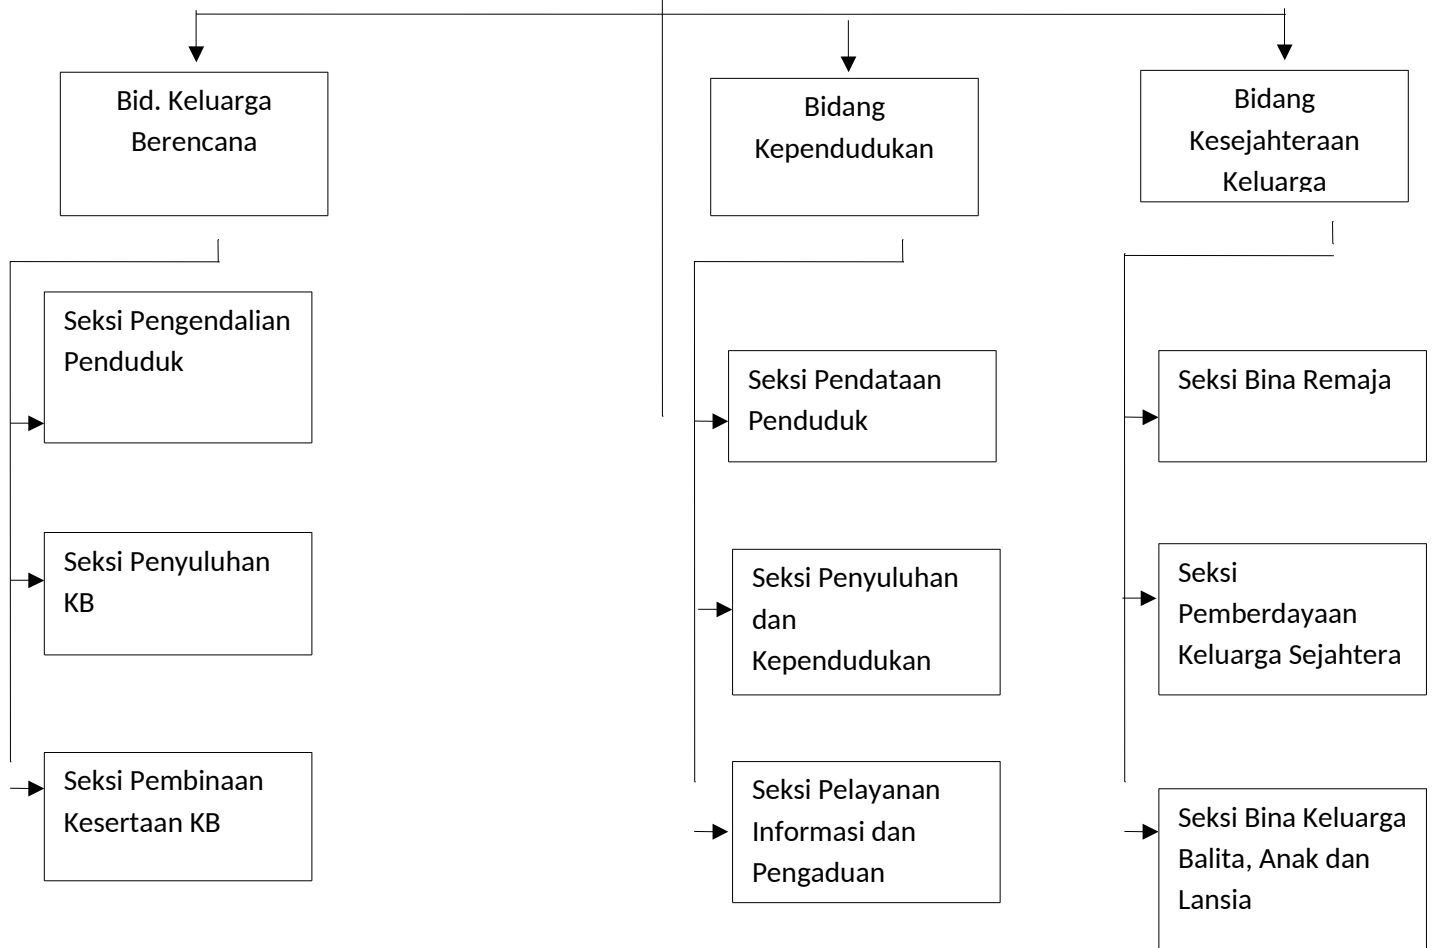 Bid. Keluarga
Berencana
Bidang
Kependudukan
Bidang
Kesejahteraan
Keluarga
Seksi Pengendalian
Penduduk
Seksi Penyuluhan
KB
Seksi Pembinaan
Kesertaan KB
Seksi Pendataan
Penduduk
Seksi Penyuluhan
dan
Kependudukan
Seksi Pelayanan
Informasi dan
Pengaduan
Seksi Bina Remaja
Seksi
Pemberdayaan
Keluarga Sejahtera
Seksi Bina Keluarga
Balita, Anak dan
Lansia